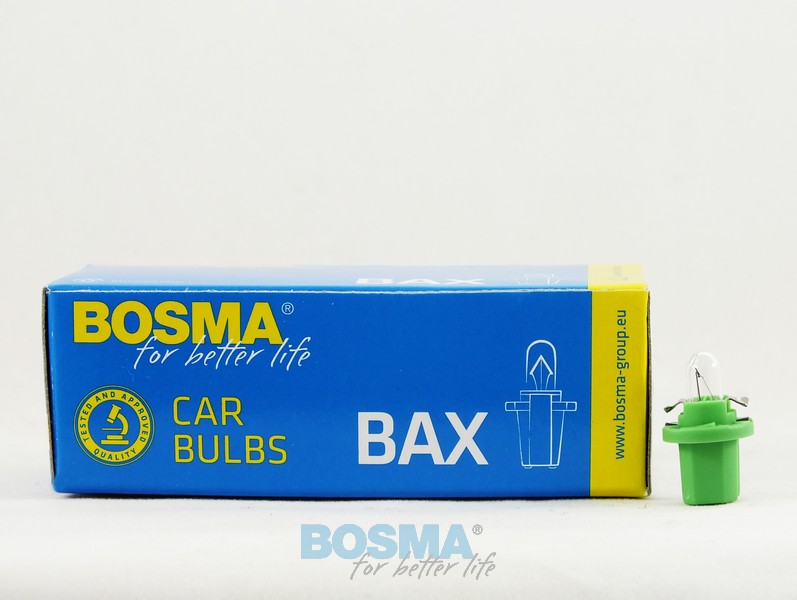 BAX
BOSMA®
for better life
TESTED AND APPROVED
QUALITY
CAR
BULBS
BAX
www.bosma-group.eu
BOSMA®
for better life